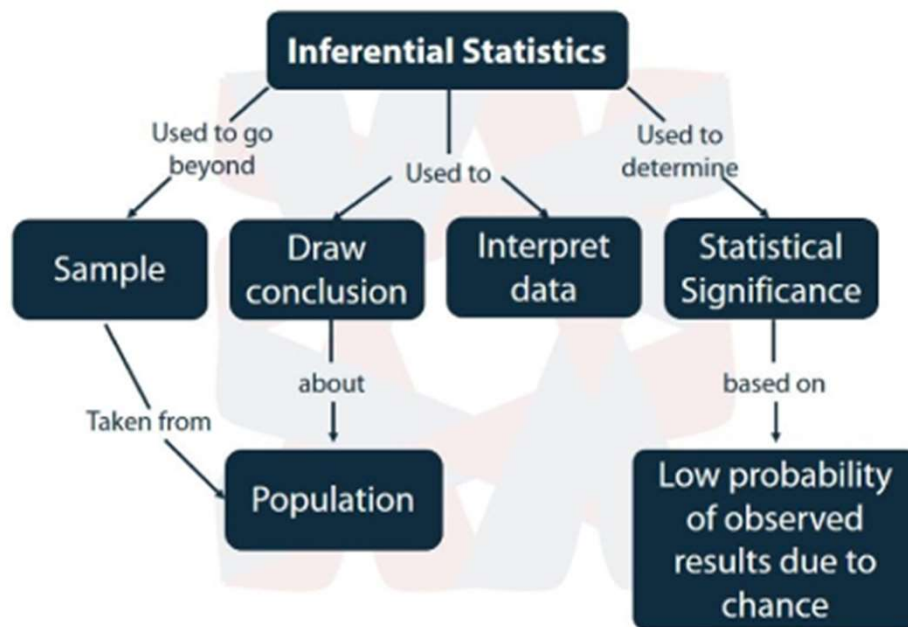 Inferential Statistics
Used to go
beyond
Used to
Used to
determine
Sample
Draw
conclusion
Interpret
data
Statistical
Significance
about
based on
Taken from
Population
Low probability
of observed
results due to
chance